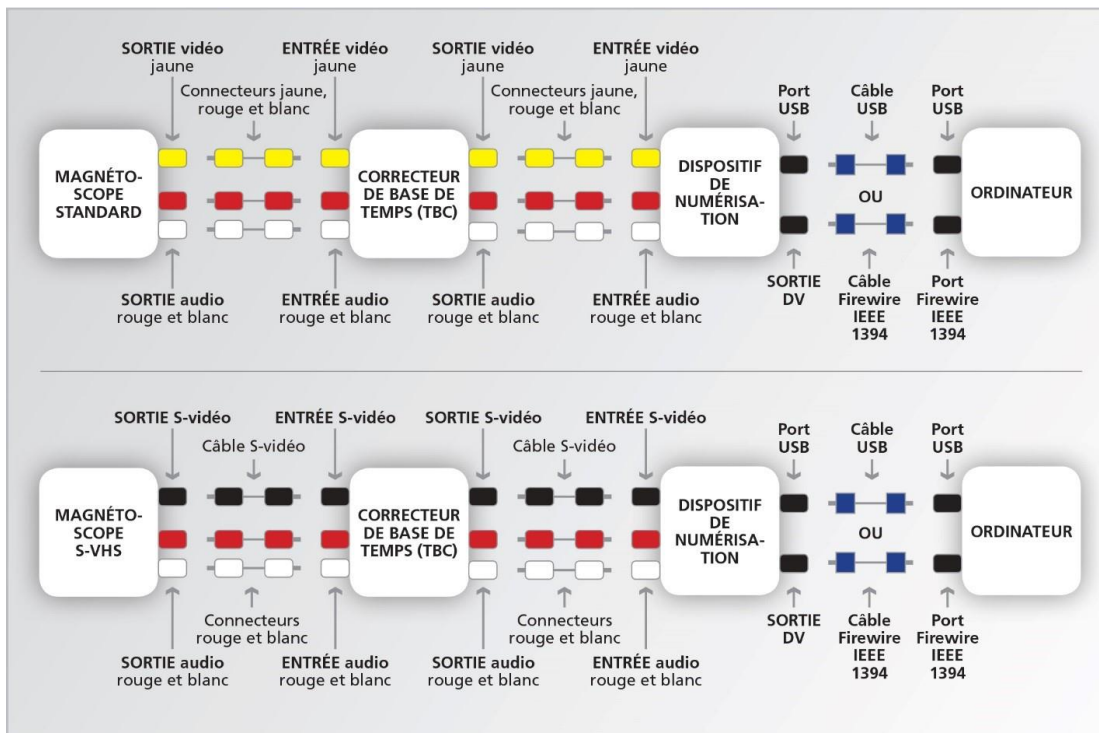 SORTIE vidéo
jaune
ENTRÉE vidéo
jaune
SORTIE vidéo
jaune
ENTRÉE vidéo
jaune
Connecteurs jaune,
rouge et blanc
Connecteurs jaune,
rouge et blanc
Port
USB
Câble
USB
Port
USB
MAGNÉTO-
SCOPE
STANDARD
CORRECTEUR
DE BASE DE
TEMPS (TBC)
DISPOSITIF
DE
NUMÉRISA-
TION
OU
ORDINATEUR
SORTIE audio
rouge et blanc
ENTRÉE audio
rouge et blanc
SORTIE audio
rouge et blanc
ENTRÉE audio
rouge et blanc
SORTIE
DV
Câble
Firewire
IEEE
1394
Port
Firewire
IEEE
1394
SORTIE S-vidéo
ENTRÉE S-vidéo
SORTIE S-vidéo
ENTRÉE S-vidéo
Câble S-vidéo
Câble S-vidéo
Port
USB
Câble
USB
Port
USB
MAGNÉTO-
SCOPE
S-VHS
CORRECTEUR
DE BASE DE
TEMPS (TBC)
DISPOSITIF
DE
NUMÉRISA-
TION
OU
ORDINATEUR
Connecteurs
rouge et blanc
Connecteurs
rouge et blanc
SORTIE audio
rouge et blanc
ENTRÉE audio
rouge et blanc
SORTIE audio
rouge et blanc
ENTRÉE audio
rouge et blanc
SORTIE
DV
Câble
Firewire
IEEE
1394
Port
Firewire
IEEE
1394